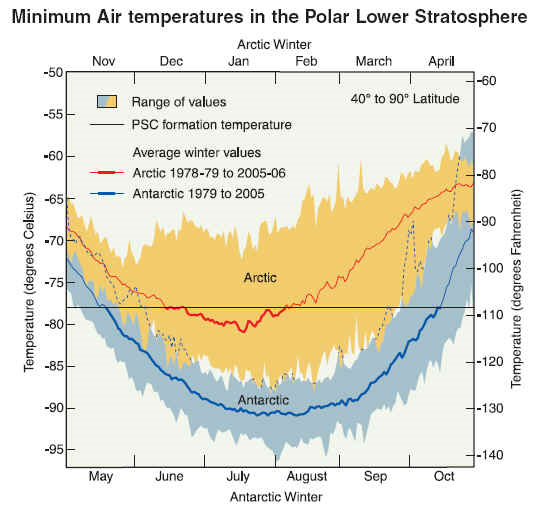 Minimum Air temperatures in the Polar Lower Stratosphere
Arctic Winter
Nov Dec Jan Feb March April
-50
-55
-60
-65
-70
-75
-80
-85
-90
-95
Temperature (degrees Celsius)
Range of values
40° to 90° Latitude
PSC formation temperature
Average winter values
Arctic 1978-79 to 2005-06
Antarctic 1979 to 2005
Arctic
Antarctic
-60
-70
-80
-90
-100
-110
-120
-130
-140
Temperature (degrees Fahrenheit)
May June July August Sep Oct
Antarctic Winter